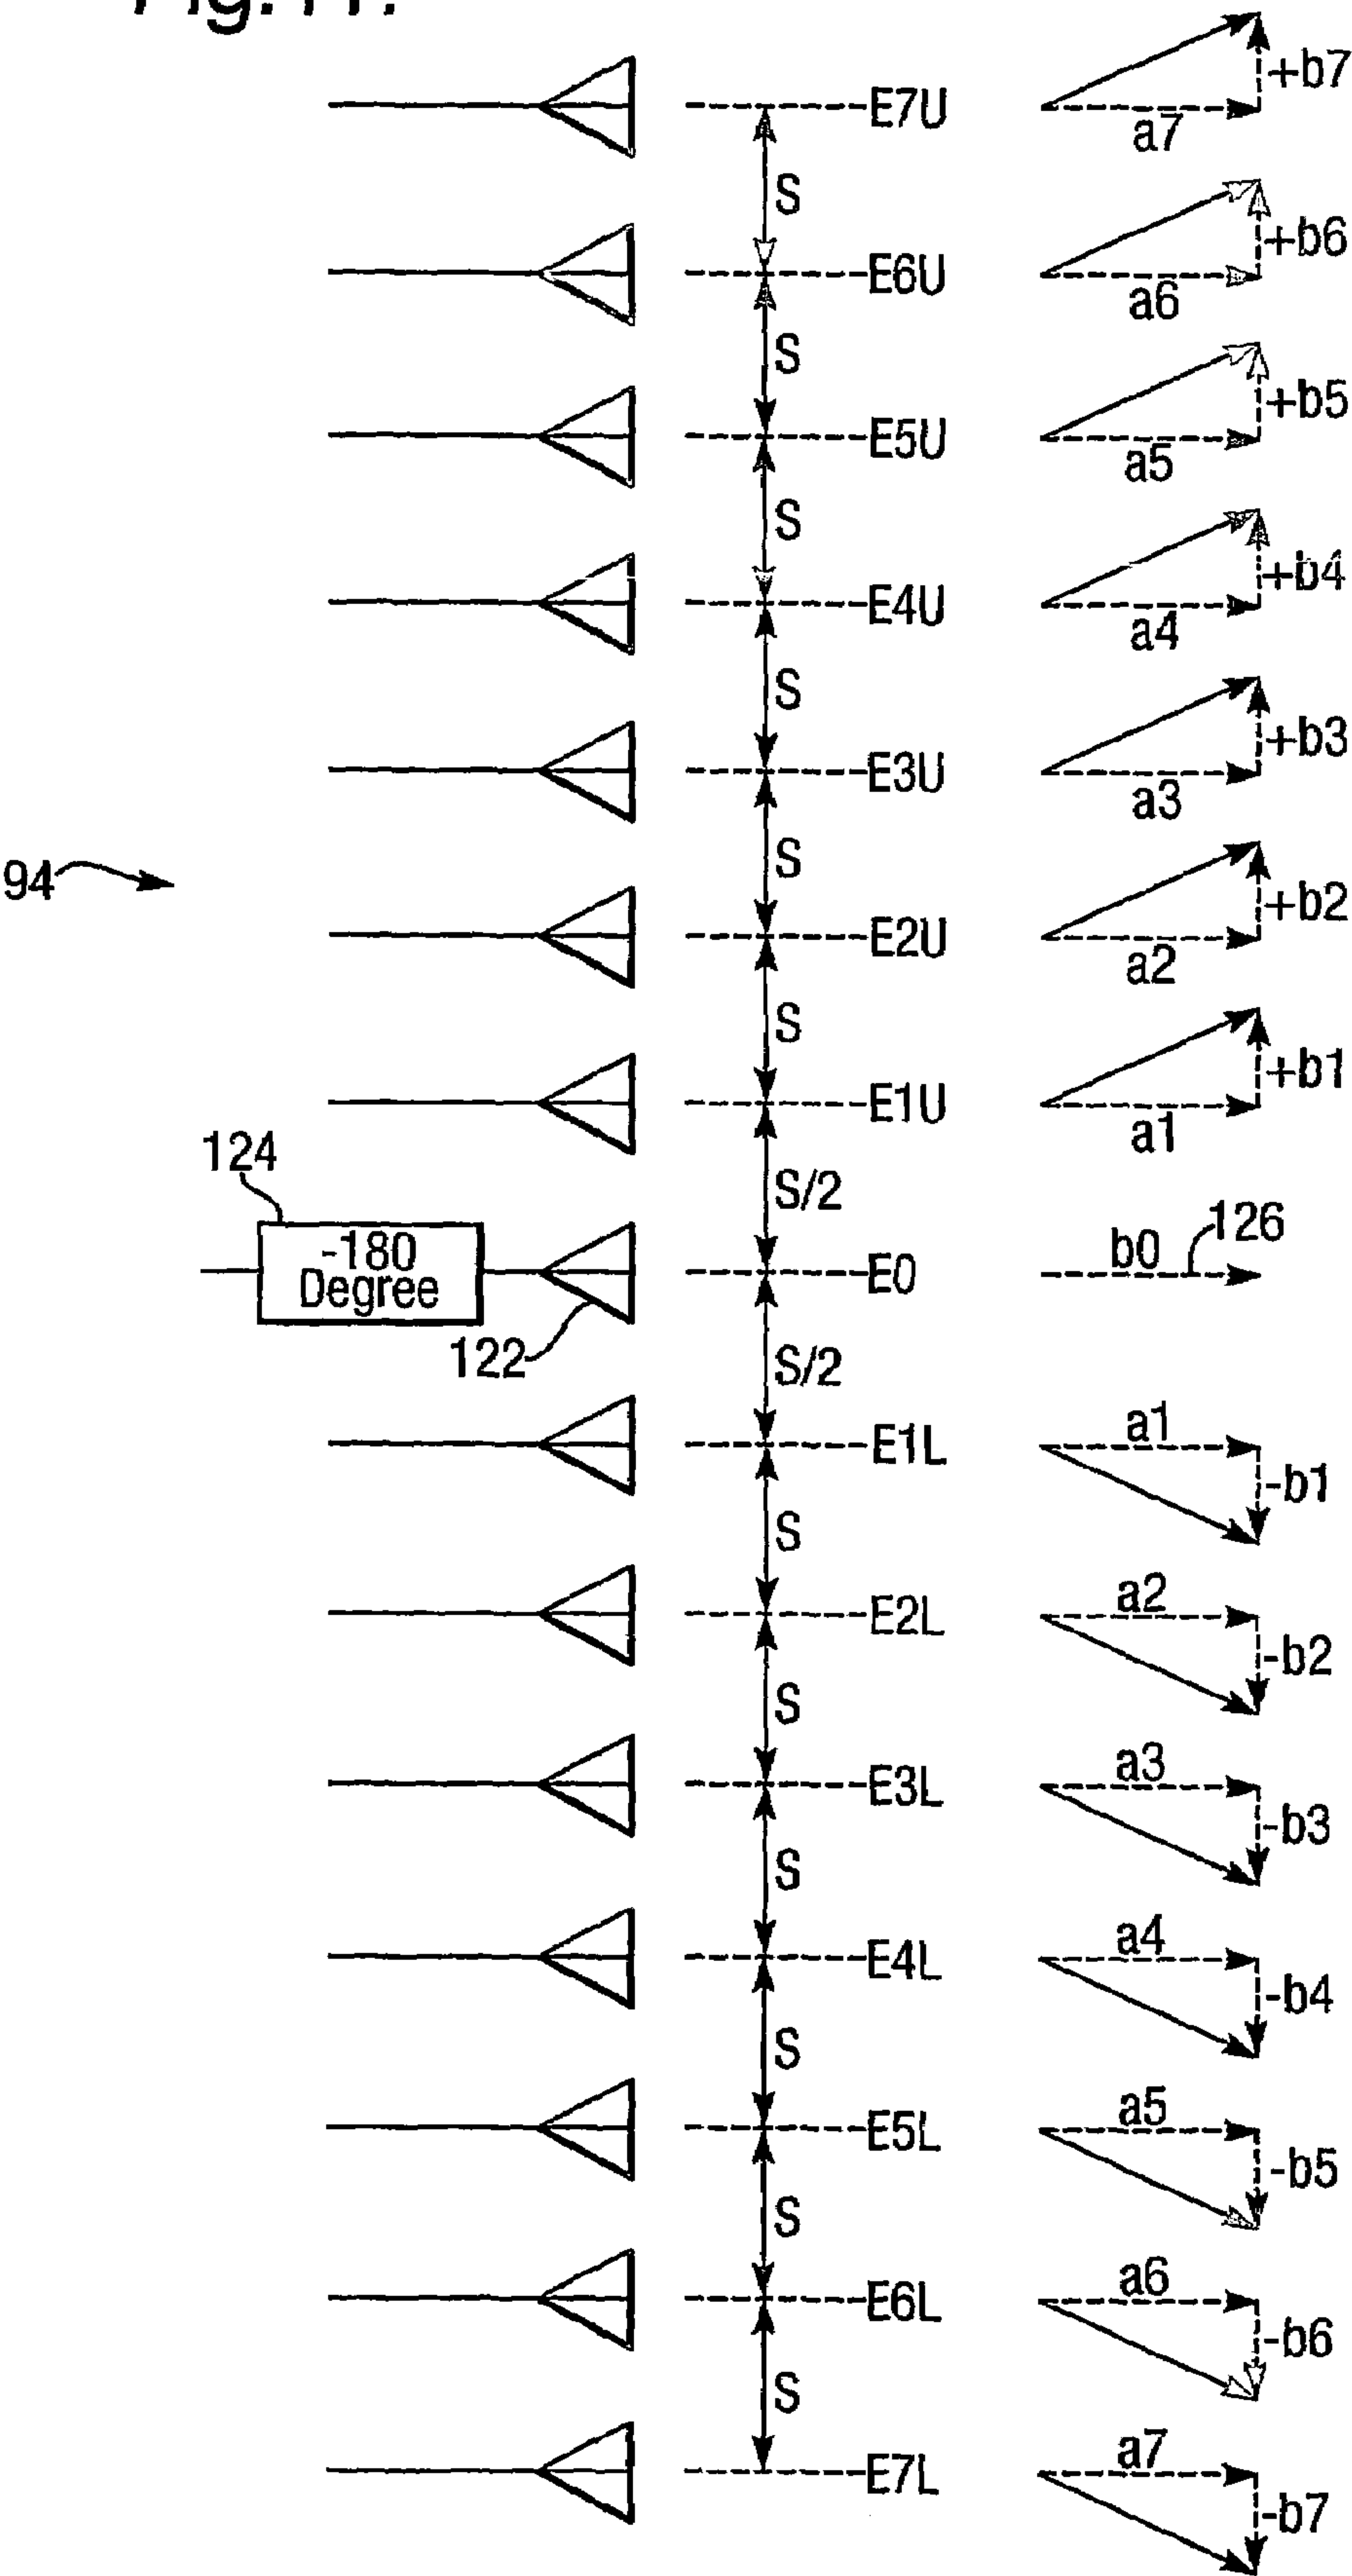 Fig.11.
E7U
+b7
a7
S
E6U
+b6
a6
S
E5U
+b5
a5
S
E4U
+b4
a4
S
E3U
+b3
a3
S
94
E2U
+b2
a2
S
E1U
+b1
a1
124
S/2
-180
Degree
E0
b0
126
122
S/2
E1L
a1
-b1
S
E2L
a2
-b2
S
E3L
a3
-b3
S
E4L
a4
-b4
S
E5L
a5
-b5
S
E6L
a6
-b6
S
E7L
a7
-b7